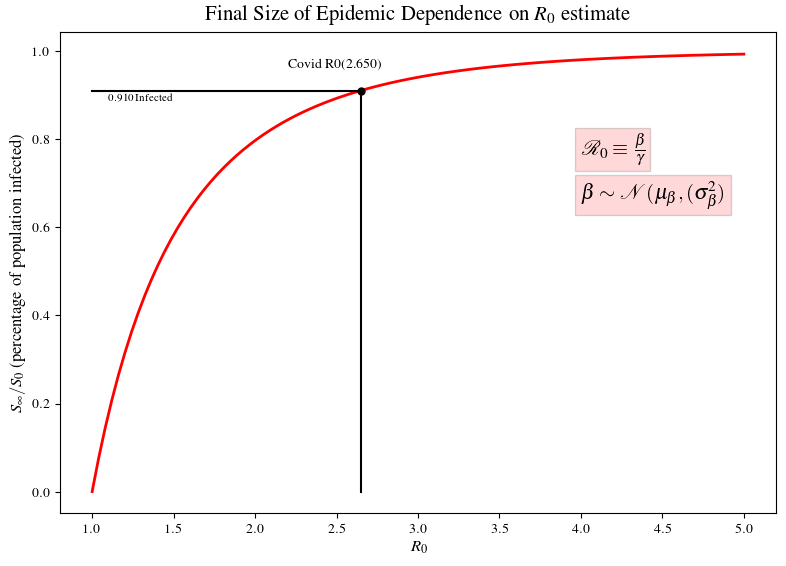 Final Size of Epidemic Dependence on R₀ estimate
1.0
Covid R0(2.650)
0.910 Infected
0.8
ℛ₀ ≡ β/γ
β ~ 𝒩(μ_β,(σ_β²)
0.6
0.4
0.2
0.0
S∞/S₀ (percentage of population infected)
1.0 1.5 2.0 2.5 3.0 3.5 4.0 4.5 5.0
R₀